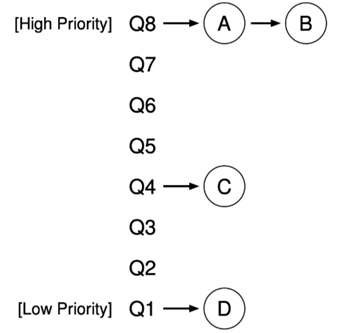 [High Priority] Q8 A B
Q7
Q6
Q5
Q4 C
Q3
Q2
[Low Priority] Q1 D